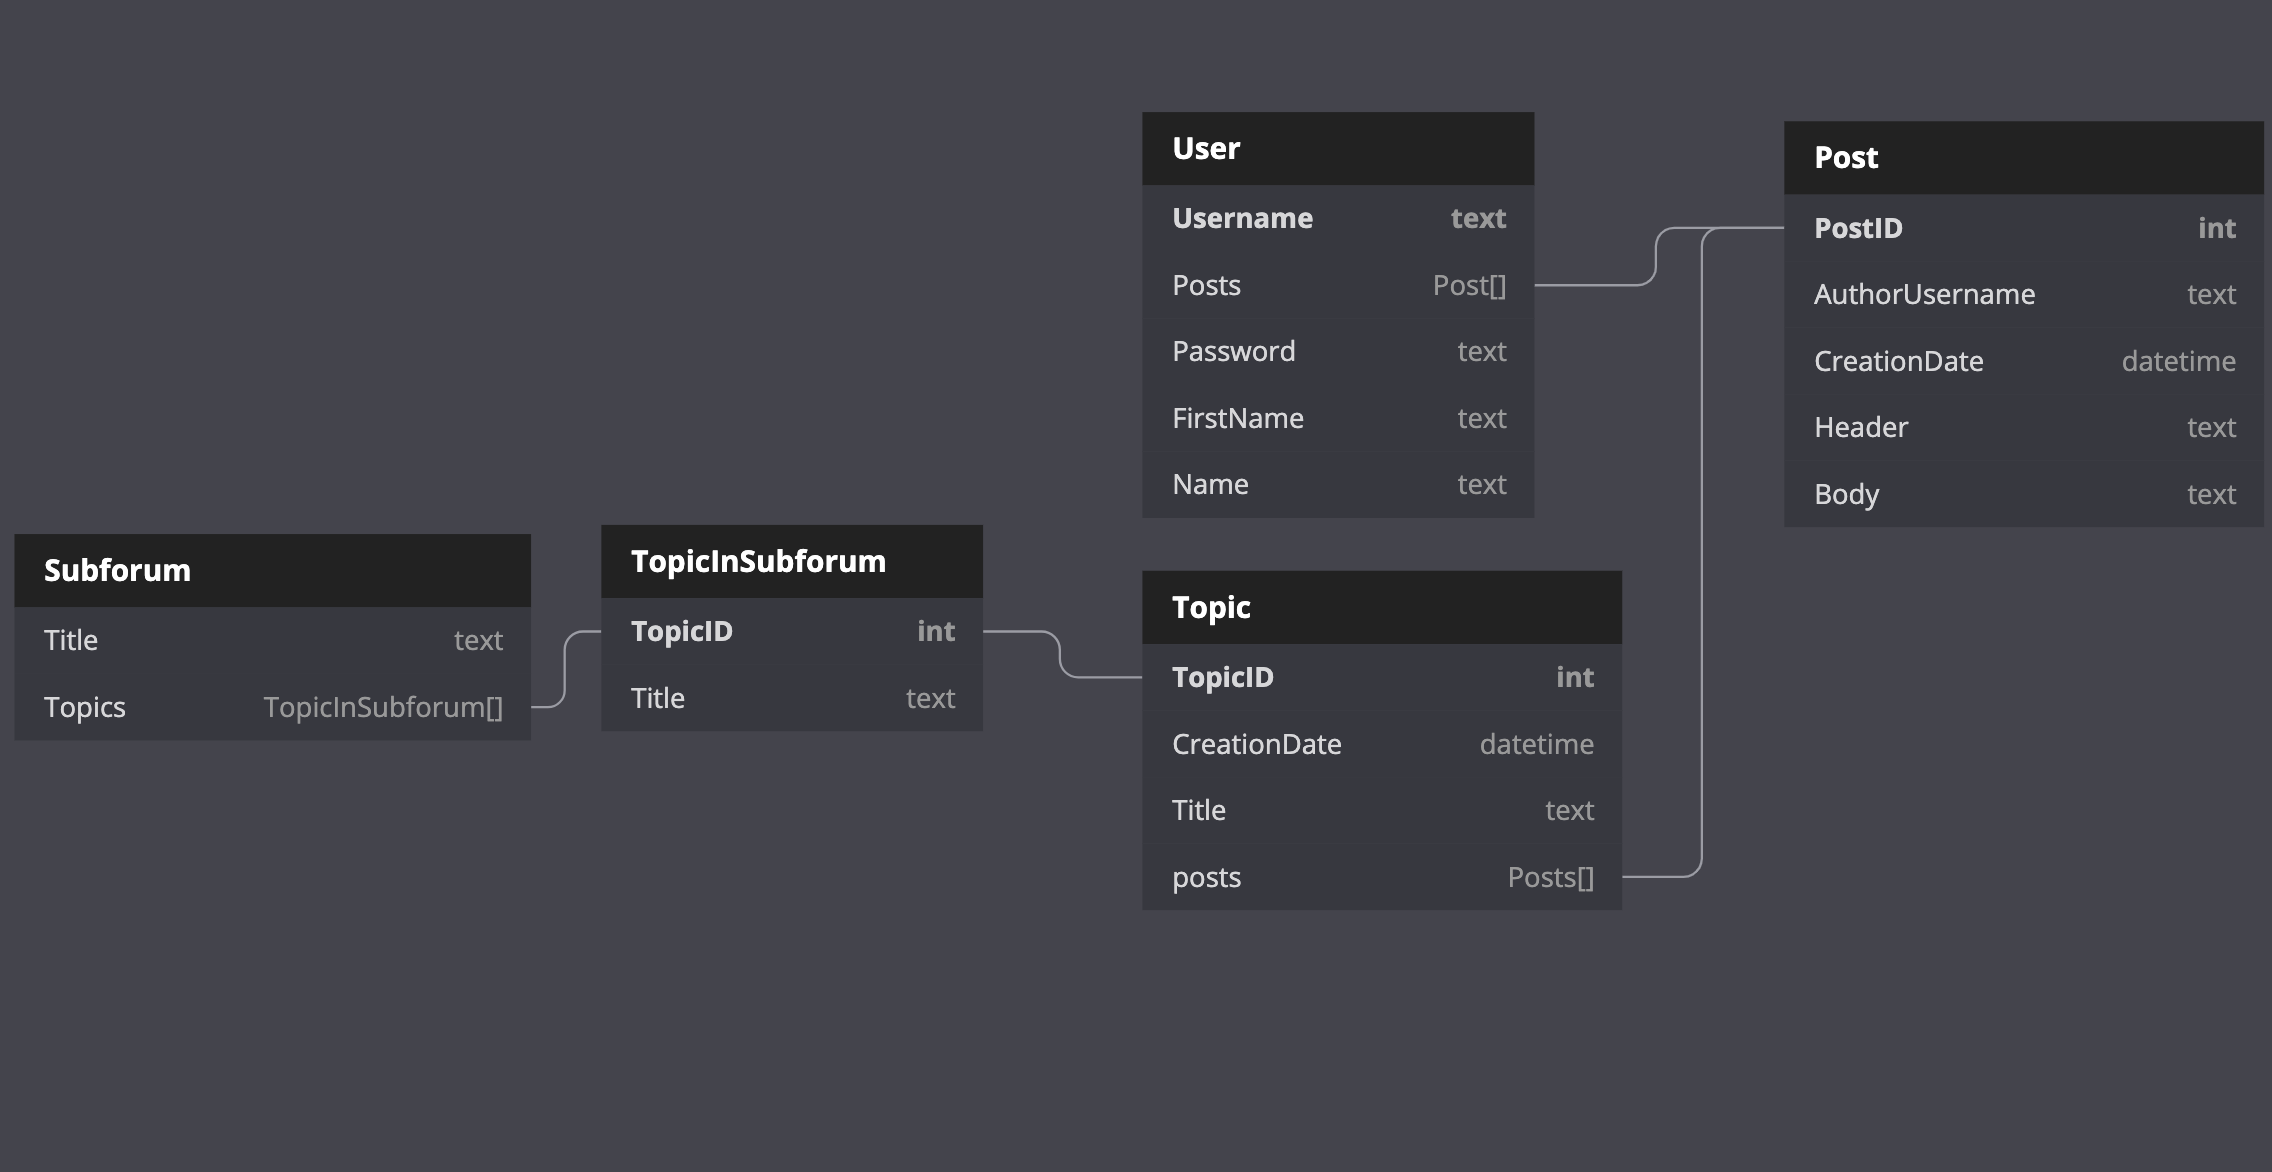 User
Username text
Posts Post[]
Password text
FirstName text
Name text
Post
PostID int
AuthorUsername text
CreationDate datetime
Header text
Body text
Subforum
Title text
Topics TopicInSubforum[]
TopicInSubforum
TopicID int
Title text
Topic
TopicID int
CreationDate datetime
Title text
posts Posts[]